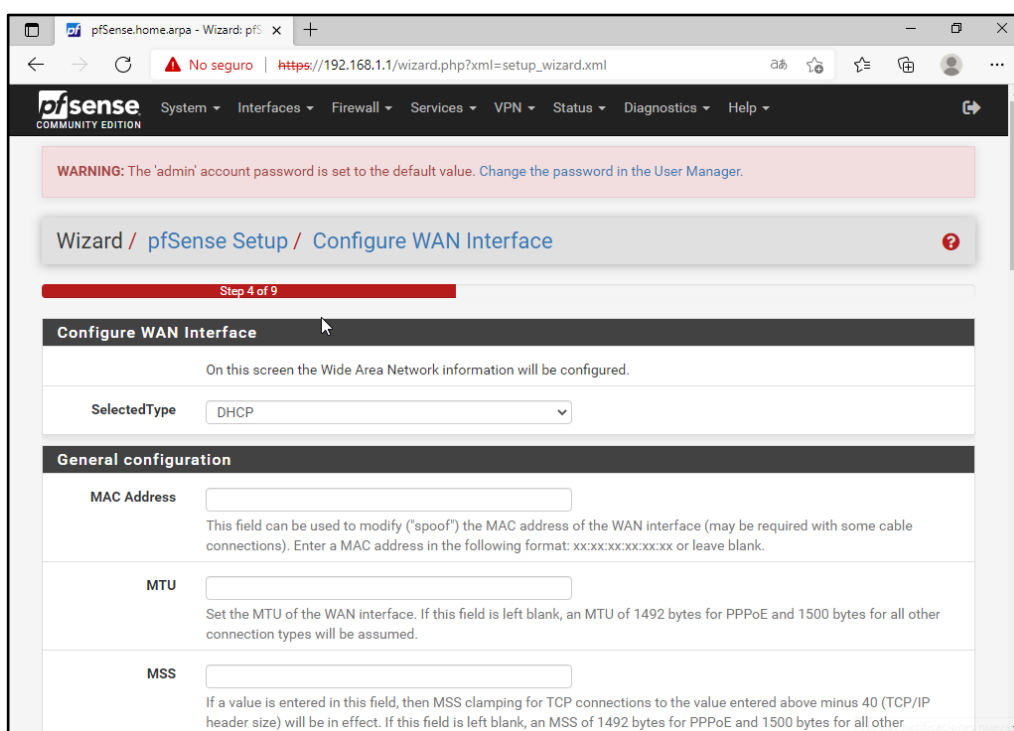 pfSense.home.arpa - Wizard: pfS
No seguro | https://192.168.1.1/wizard.php?xml=setup_wizard.xml
pfsense System Interfaces Firewall Services VPN Status Diagnostics Help
COMMUNITY EDITION
WARNING: The 'admin' account password is set to the default value. Change the password in the User Manager.
Wizard / pfSense Setup / Configure WAN Interface
Step 4 of 9
Configure WAN Interface
On this screen the Wide Area Network information will be configured.
SelectedType DHCP
General configuration
MAC Address
This field can be used to modify ("spoof") the MAC address of the WAN interface (may be required with some cable
connections). Enter a MAC address in the following format: xx:xx:xx:xx:xx:xx or leave blank.
MTU
Set the MTU of the WAN interface. If this field is left blank, an MTU of 1492 bytes for PPPoE and 1500 bytes for all other
connection types will be assumed.
MSS
If a value is entered in this field, then MSS clamping for TCP connections to the value entered above minus 40 (TCP/IP
header size) will be in effect. If this field is left blank, an MSS of 1492 bytes for PPPoE and 1500 bytes for all other